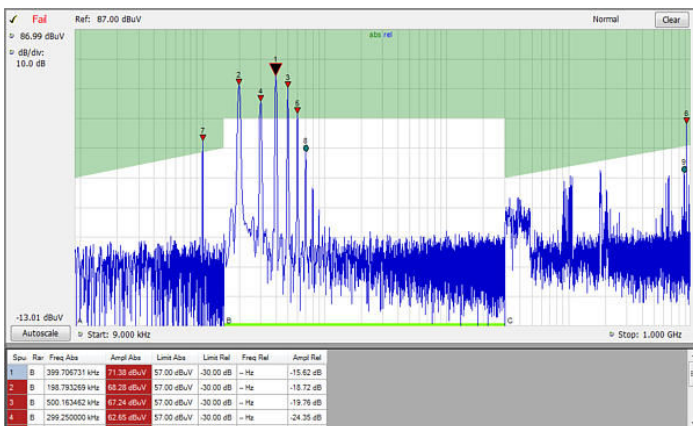 ✓ Fail Ref: 87.00 dBuV Normal Clear
86.99 dBuV
dB/div:
10.0 dB
abs rel
1
2
3
4
6
7
8
9
-13.01 dBuV
A
B
C
Autoscale Start: 9.000 kHz Stop: 1.000 GHz
Spu Rar Freq Abs Ampl Abs Limit Abs Limit Rel Freq Rel Ampl Rel
1 B 399.706731 kHz 71.38 dBuV 57.00 dBuV -30.00 dB -- Hz -15.62 dB
2 B 198.793269 kHz 68.28 dBuV 57.00 dBuV -30.00 dB -- Hz -18.72 dB
3 B 500.163462 kHz 67.24 dBuV 57.00 dBuV -30.00 dB -- Hz -19.76 dB
4 B 299.250000 kHz 62.65 dBuV 57.00 dBuV -30.00 dB -- Hz -24.35 dB